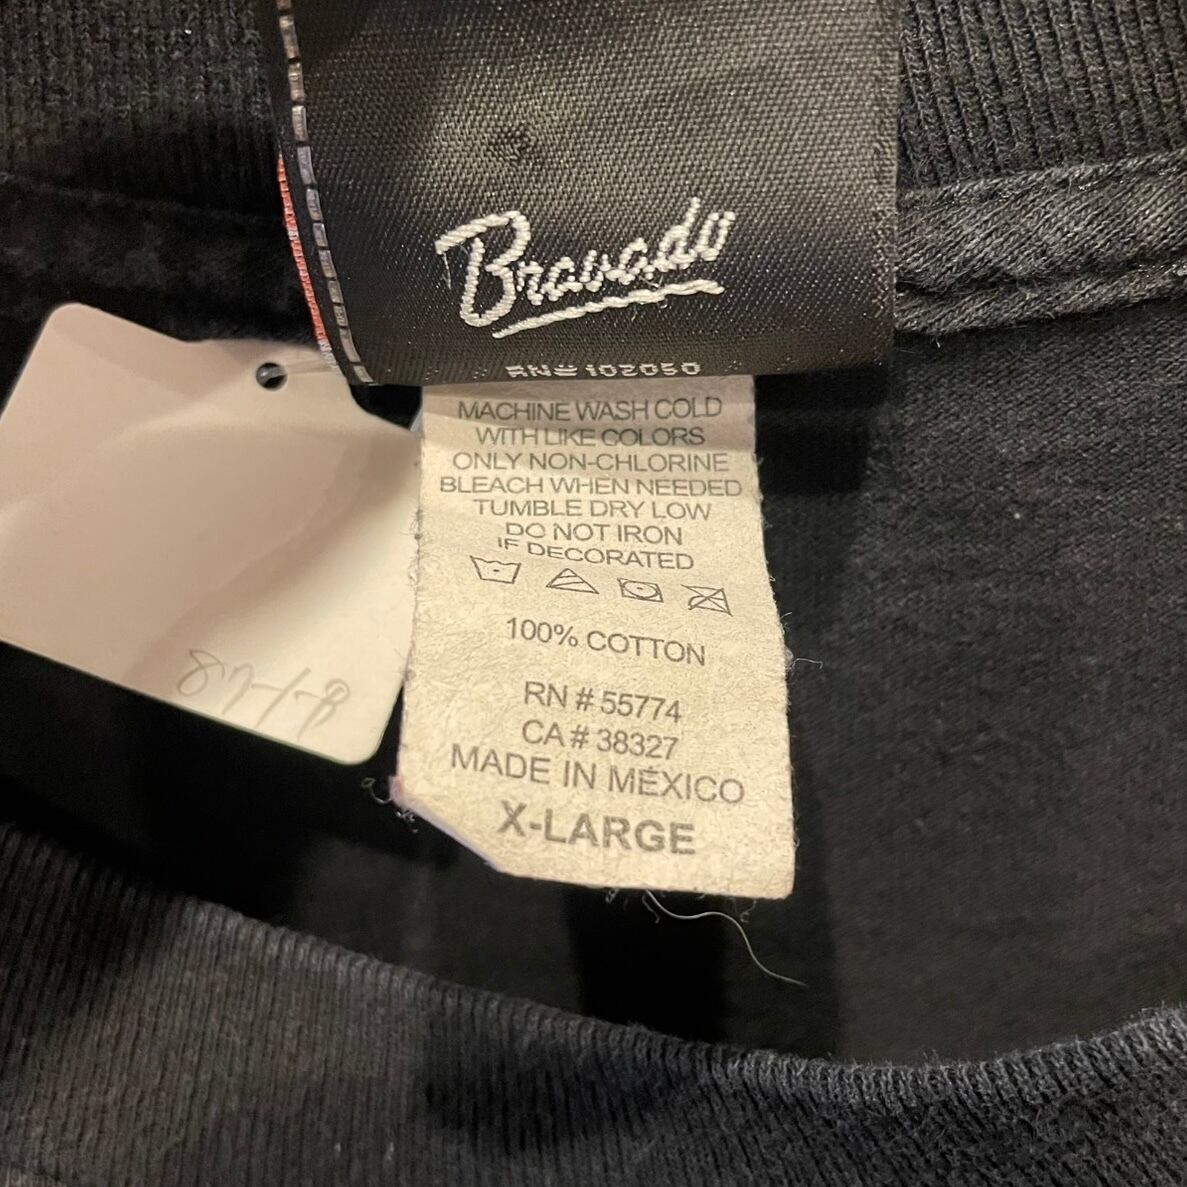 Bravado
RN# 102050
MACHINE WASH COLD
WITH LIKE COLORS
ONLY NON-CHLORINE
BLEACH WHEN NEEDED
TUMBLE DRY LOW
DO NOT IRON
IF DECORATED
100% COTTON
RN # 55774
CA # 38327
MADE IN MÉXICO
X-LARGE